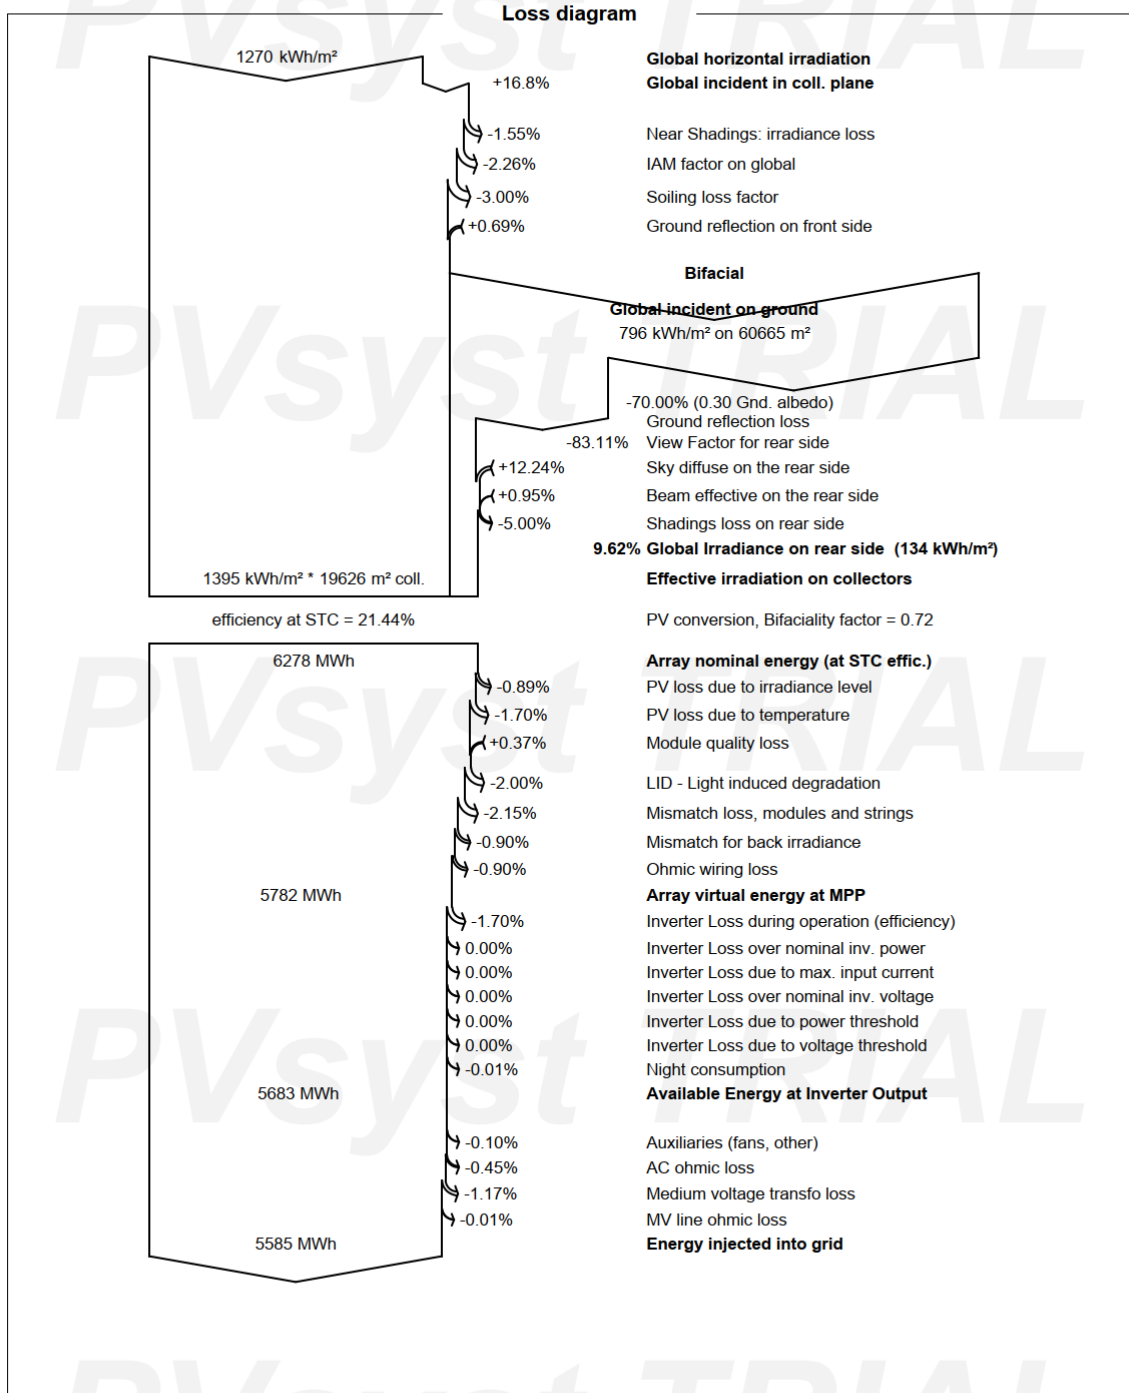 Loss diagram
PVsyst TRIAL
1270 kWh/m² Global horizontal irradiation
+16.8% Global incident in coll. plane
-1.55% Near Shadings: irradiance loss
-2.26% IAM factor on global
-3.00% Soiling loss factor
+0.69% Ground reflection on front side
Bifacial
Global incident on ground
796 kWh/m² on 60665 m²
PVsyst TRIAL
-70.00% (0.30 Gnd. albedo)
Ground reflection loss
-83.11% View Factor for rear side
+12.24% Sky diffuse on the rear side
+0.95% Beam effective on the rear side
-5.00% Shadings loss on rear side
9.62% Global Irradiance on rear side (134 kWh/m²)
1395 kWh/m² * 19626 m² coll. Effective irradiation on collectors
efficiency at STC = 21.44% PV conversion, Bifaciality factor = 0.72
6278 MWh Array nominal energy (at STC effic.)
-0.89% PV loss due to irradiance level
-1.70% PV loss due to temperature
PVsyst TRIAL
+0.37% Module quality loss
-2.00% LID - Light induced degradation
-2.15% Mismatch loss, modules and strings
-0.90% Mismatch for back irradiance
-0.90% Ohmic wiring loss
5782 MWh Array virtual energy at MPP
-1.70% Inverter Loss during operation (efficiency)
0.00% Inverter Loss over nominal inv. power
0.00% Inverter Loss due to max. input current
0.00% Inverter Loss over nominal inv. voltage
0.00% Inverter Loss due to power threshold
0.00% Inverter Loss due to voltage threshold
-0.01% Night consumption
PVsyst TRIAL
5683 MWh Available Energy at Inverter Output
-0.10% Auxiliaries (fans, other)
-0.45% AC ohmic loss
-1.17% Medium voltage transfo loss
-0.01% MV line ohmic loss
5585 MWh Energy injected into grid
PVsyst TRIAL